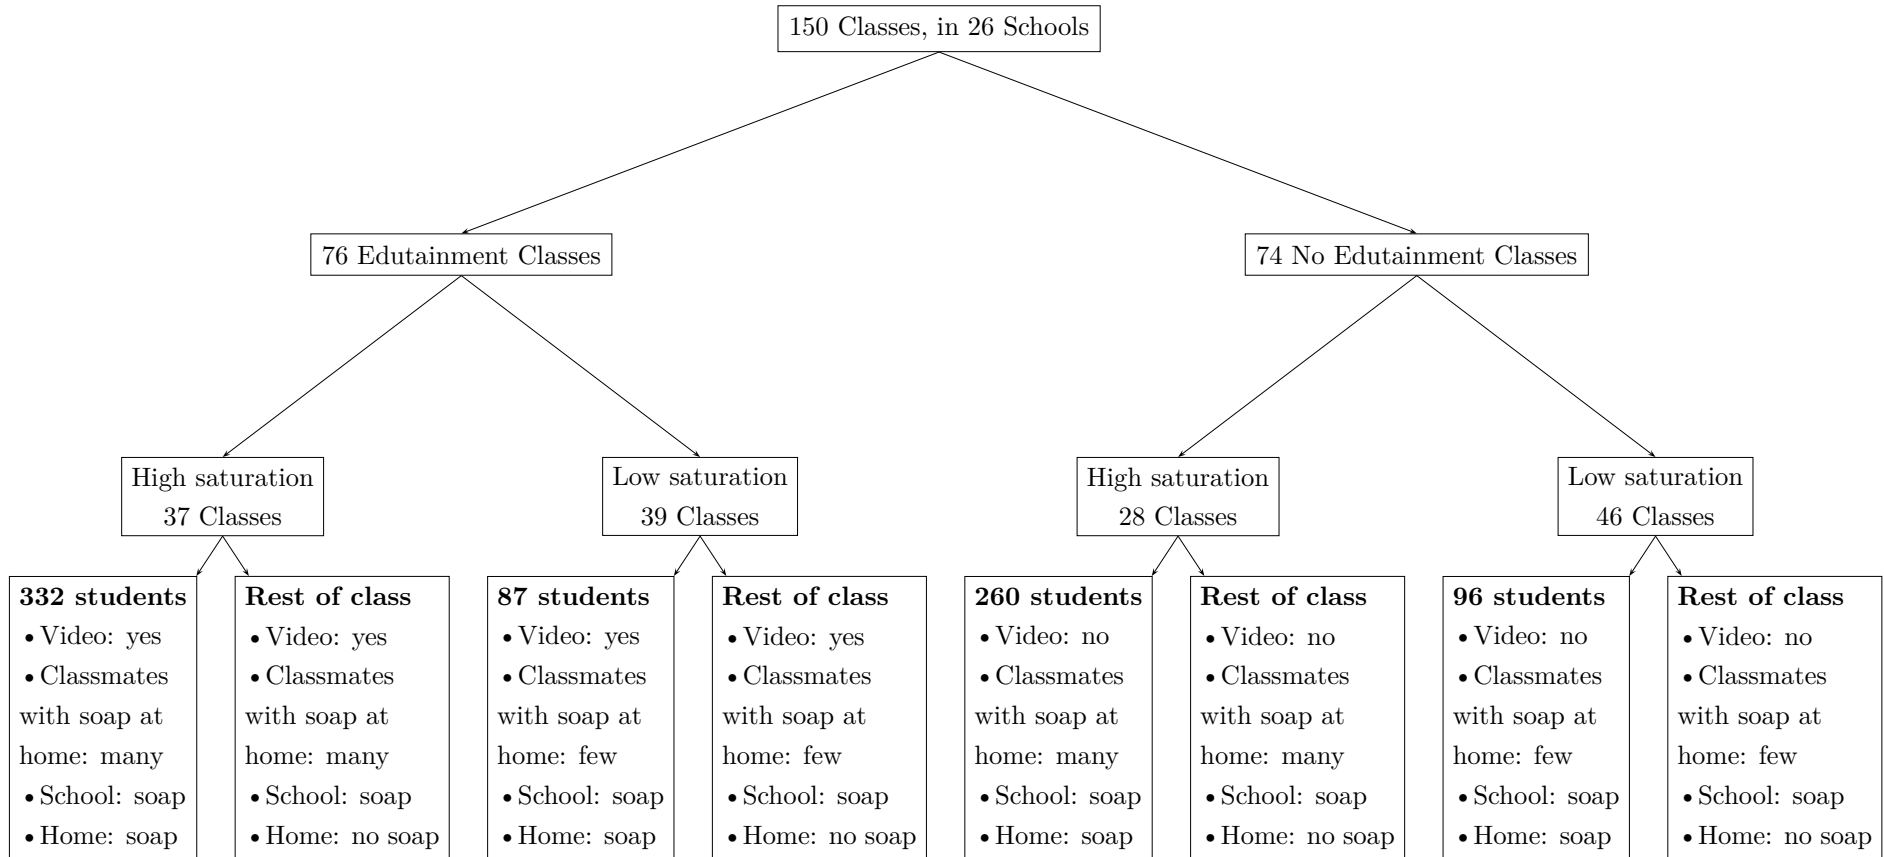 150 Classes, in 26 Schools
76 Edutainment Classes
74 No Edutainment Classes
High saturation
37 Classes
Low saturation
39 Classes
High saturation
28 Classes
Low saturation
46 Classes
332 students
• Video: yes
• Classmates
with soap at
home: many
• School: soap
• Home: soap
Rest of class
• Video: yes
• Classmates
with soap at
home: many
• School: soap
• Home: no soap
87 students
• Video: yes
• Classmates
with soap at
home: few
• School: soap
• Home: soap
Rest of class
• Video: yes
• Classmates
with soap at
home: few
• School: soap
• Home: no soap
260 students
• Video: no
• Classmates
with soap at
home: many
• School: soap
• Home: soap
Rest of class
• Video: no
• Classmates
with soap at
home: many
• School: soap
• Home: no soap
96 students
• Video: no
• Classmates
with soap at
home: few
• School: soap
• Home: soap
Rest of class
• Video: no
• Classmates
with soap at
home: few
• School: soap
• Home: no soap